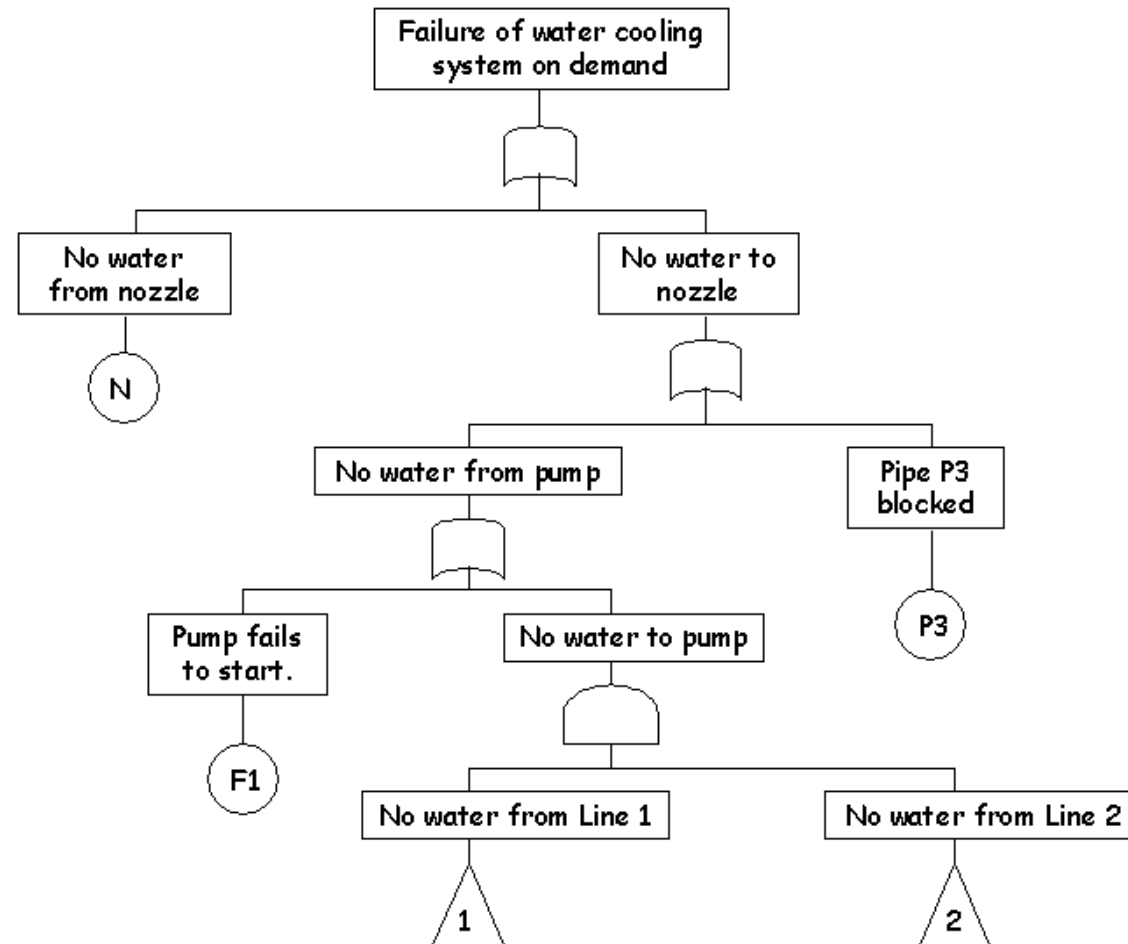 Failure of water cooling
system on demand
No water
from nozzle
No water to
nozzle
N
No water from pump
Pipe P3
blocked
Pump fails
to start.
No water to pump
P3
F1
No water from Line 1
No water from Line 2
1
2